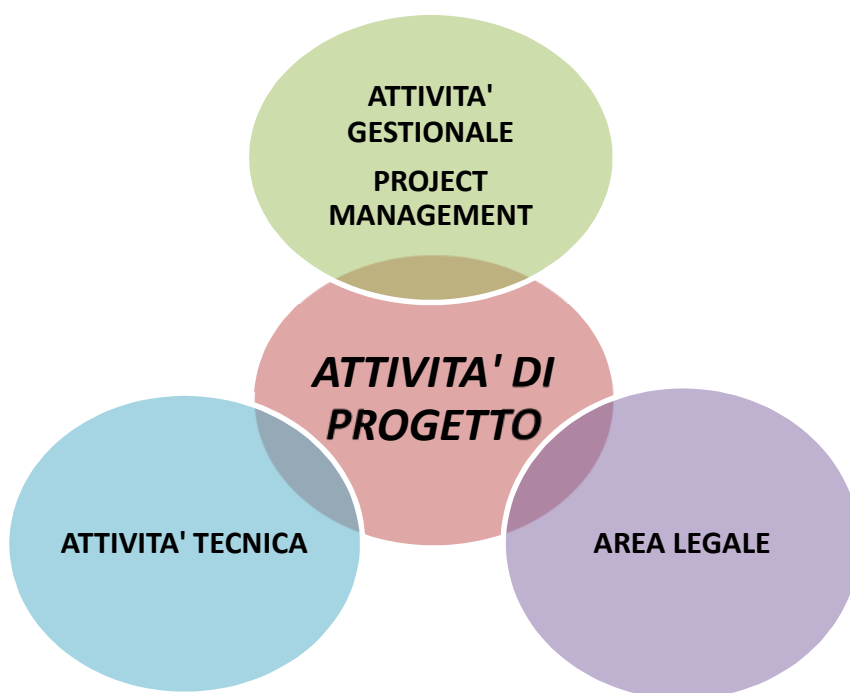 ATTIVITA'
GESTIONALE
PROJECT
MANAGEMENT
ATTIVITA' DI
PROGETTO
ATTIVITA' TECNICA
AREA LEGALE